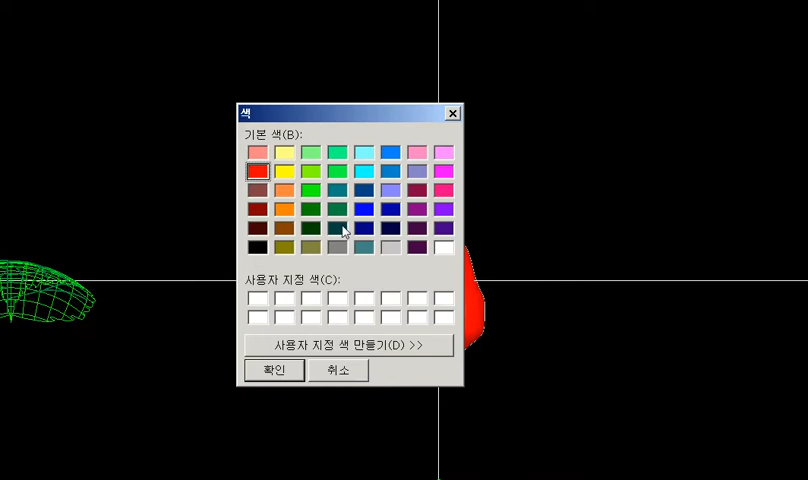 색
기본 색(B):
사용자 지정 색(C):
사용자 지정 색 만들기(D) >>
확인 취소